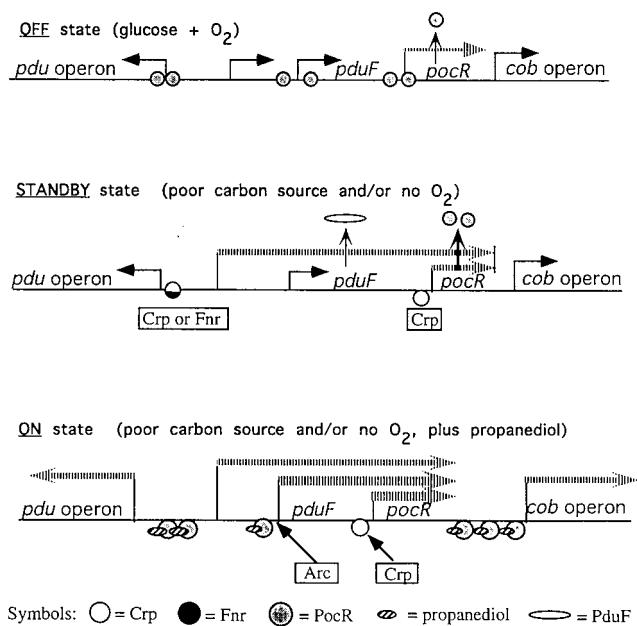 OFF state (glucose + O2)
pdu operon pduF pocR cob operon
STANDBY state (poor carbon source and/or no O2)
pdu operon pduF pocR cob operon
Crp or Fnr Crp
ON state (poor carbon source and/or no O2, plus propanediol)
pdu operon pduF pocR cob operon
Arc Crp
Symbols: = Crp = Fnr = PocR = propanediol = PduF